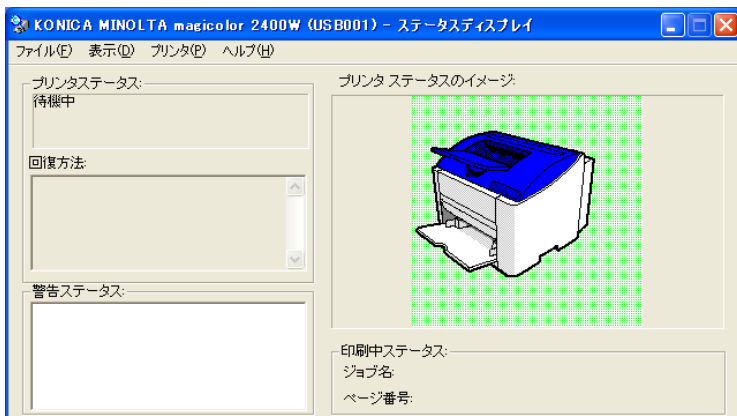 KONICA MINOLTA magicolor 2400W (USB001) - ステータスディスプレイ
ファイル(F) 表示(D) プリンタ(P) ヘルプ(H)
プリンタステータス:
待機中
回復方法:
警告ステータス:
プリンタ ステータスのイメージ:
印刷中ステータス:
ジョブ名:
ページ番号: